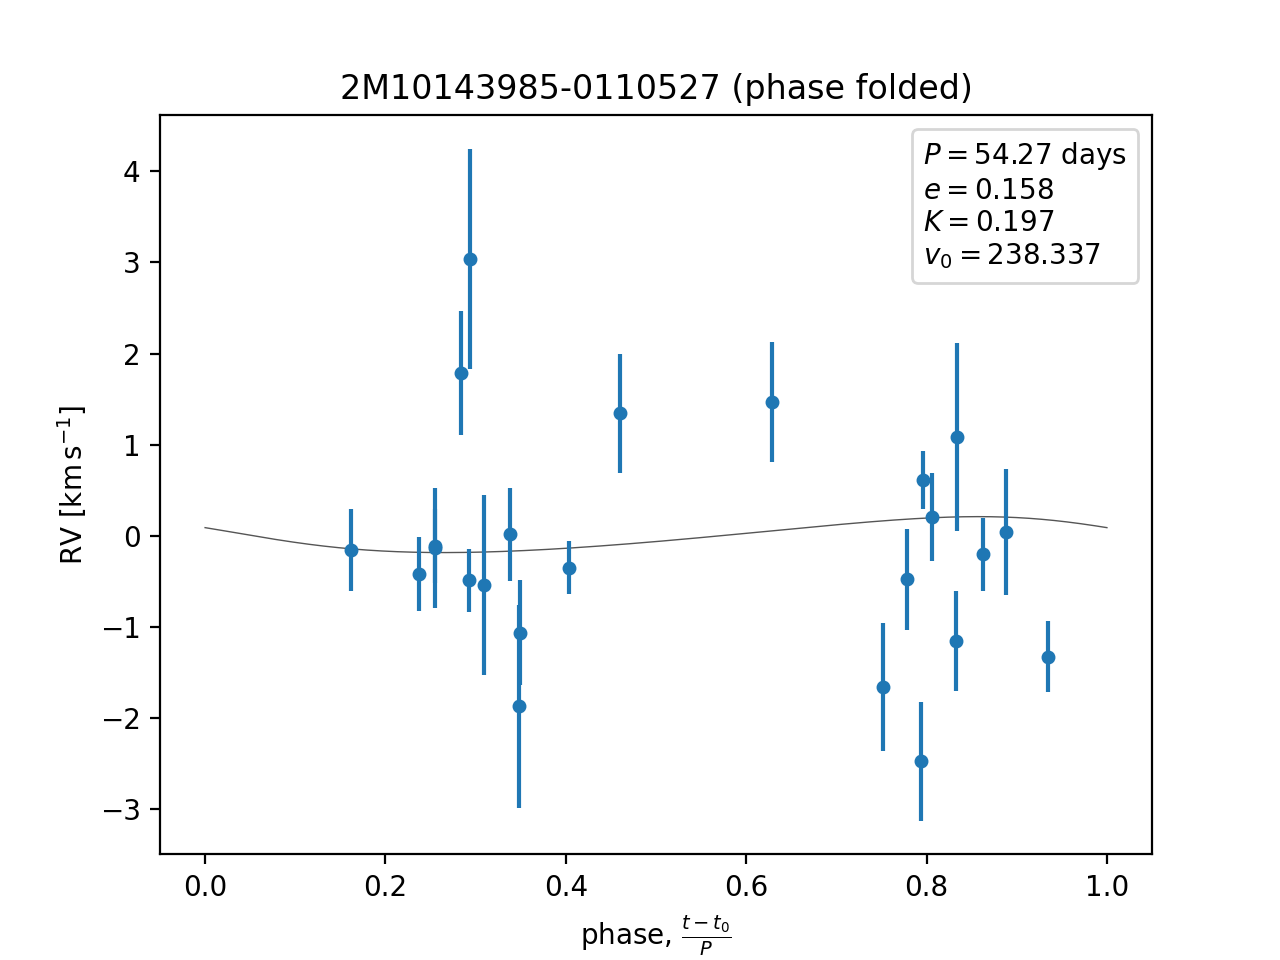 2M10143985-0110527 (phase folded)
P = 54.27 days
e = 0.158
K = 0.197
v₀ = 238.337
4
3
2
1
0
−1
−2
−3
RV [km s⁻¹]
0.0 0.2 0.4 0.6 0.8 1.0
phase, (t − t₀)/P